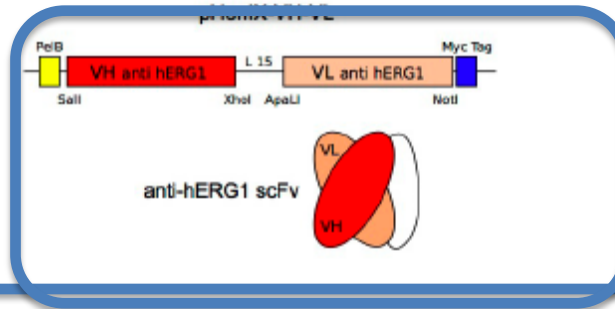 PelB Myc Tag
VH anti hERG1 L 15 VL anti hERG1
SalI XhoI ApaLI NotI
VL
anti-hERG1 scFv
VH